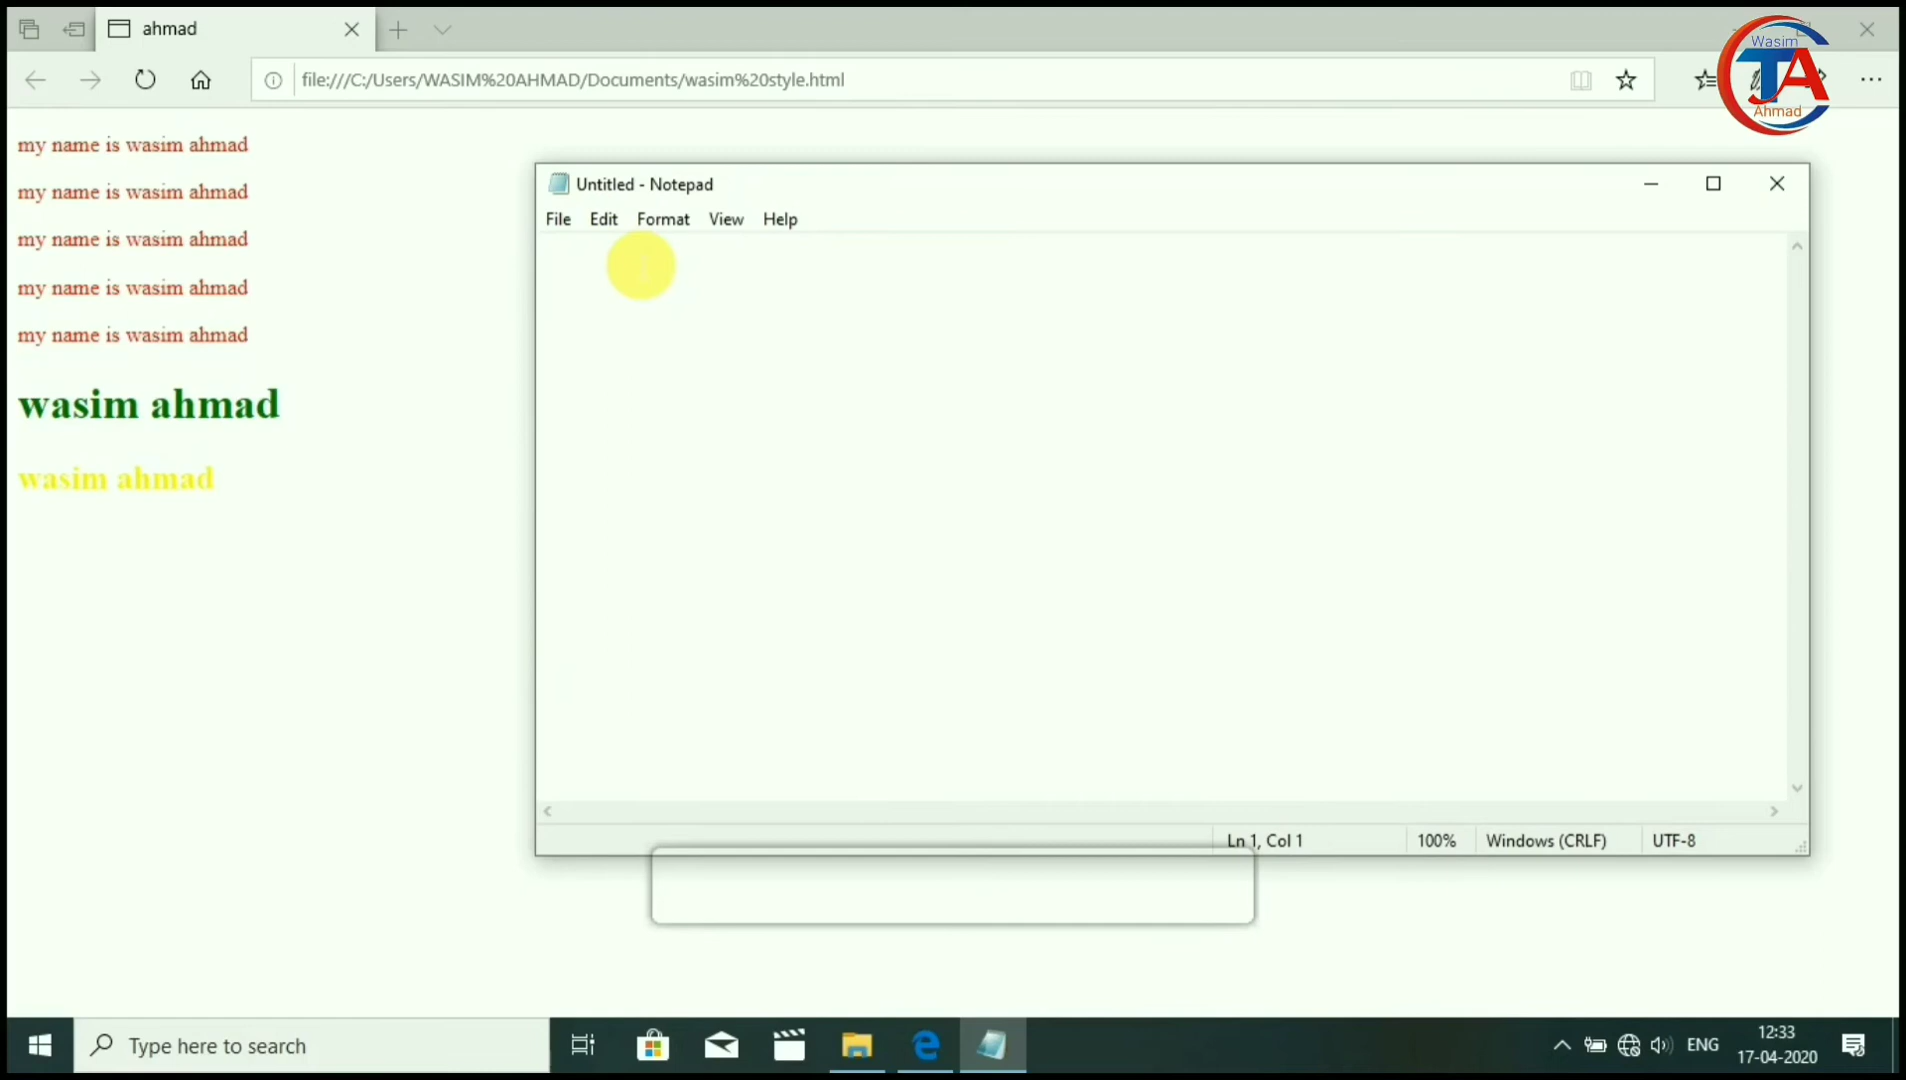 ahmad
file:///C:/Users/WASIM%20AHMAD/Documents/wasim%20style.html
Wasim
TA
Ahmad
my name is wasim ahmad
my name is wasim ahmad
my name is wasim ahmad
my name is wasim ahmad
my name is wasim ahmad
wasim ahmad
wasim ahmad
Untitled - Notepad
File Edit Format View Help
Ln 1, Col 1 100% Windows (CRLF) UTF-8
Type here to search
ENG
12:33
17-04-2020